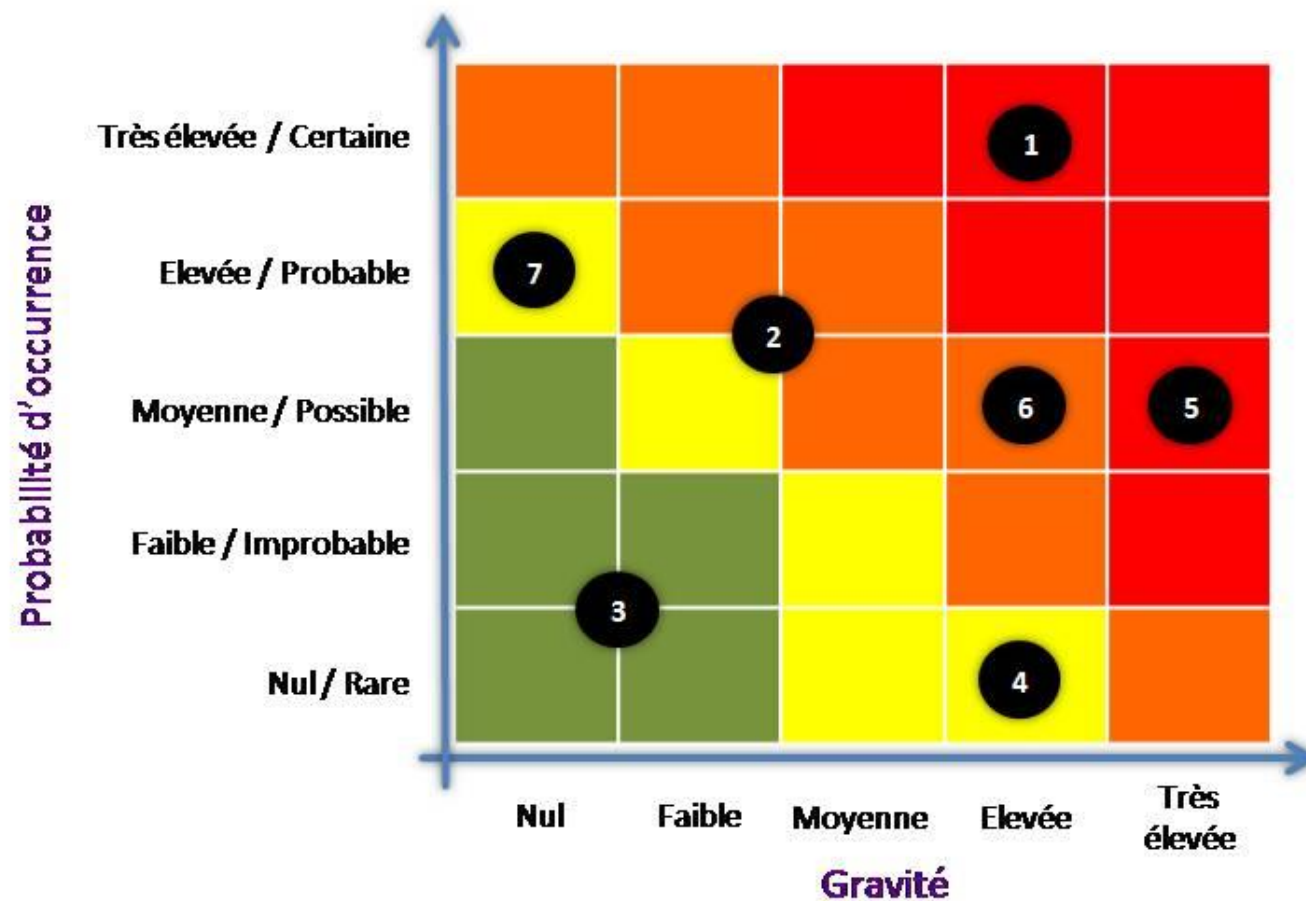 Probabilité d'occurrence
Très élevée / Certaine
1
Elevée / Probable
7
2
Moyenne / Possible
6
5
Faible / Improbable
3
Nul / Rare
4
Nul
Faible
Moyenne
Elevée
Très
élevée
Gravité